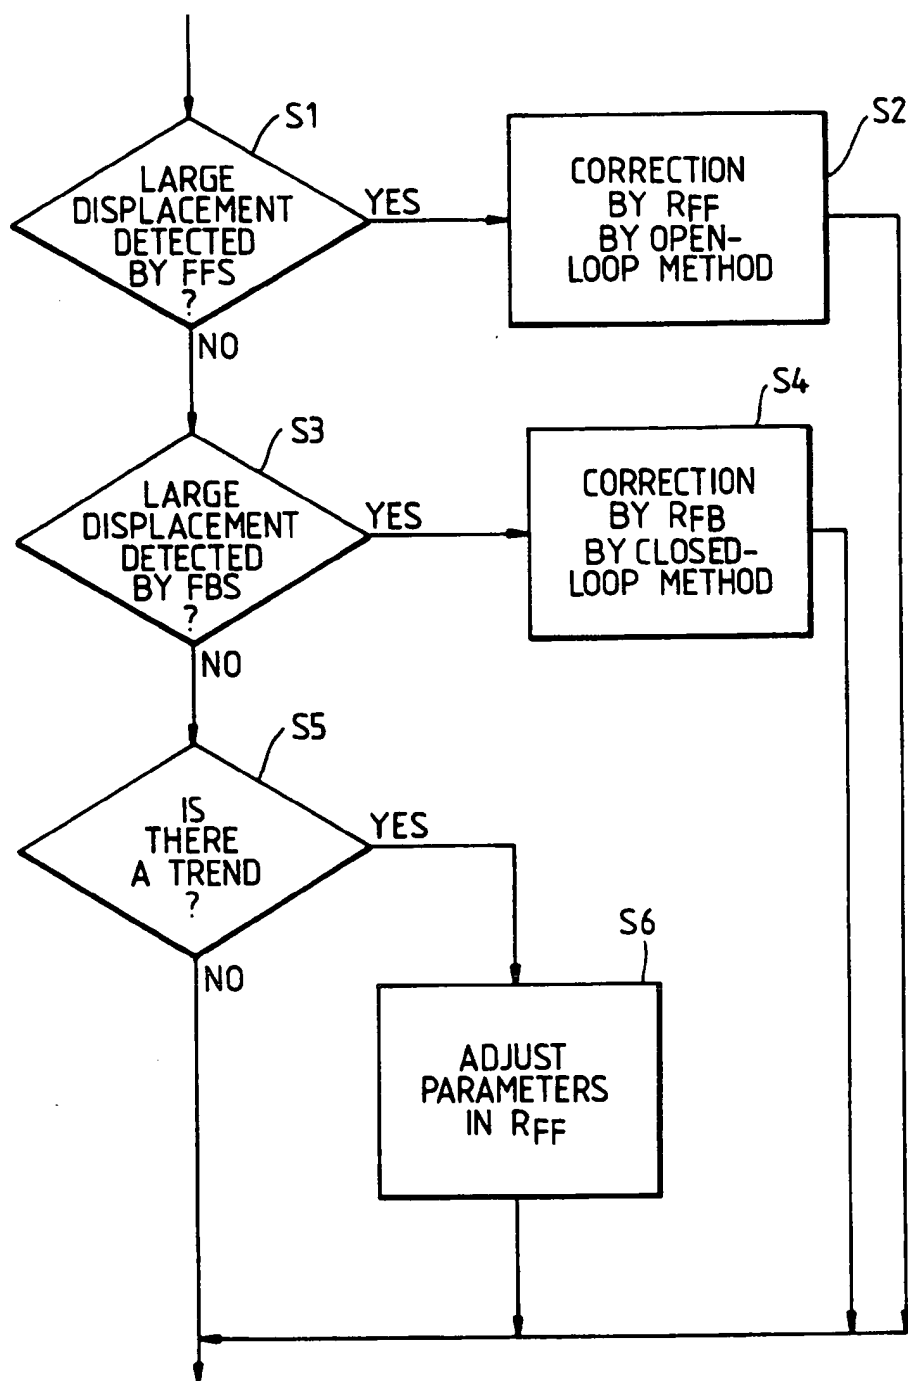 S1
LARGE
DISPLACEMENT
DETECTED
BY FFS
?
YES
NO
S2
CORRECTION
BY RFF
BY OPEN-
LOOP METHOD
S3
LARGE
DISPLACEMENT
DETECTED
BY FBS
?
YES
NO
S4
CORRECTION
BY RFB
BY CLOSED-
LOOP METHOD
S5
IS
THERE
A TREND
?
YES
NO
S6
ADJUST
PARAMETERS
IN RFF